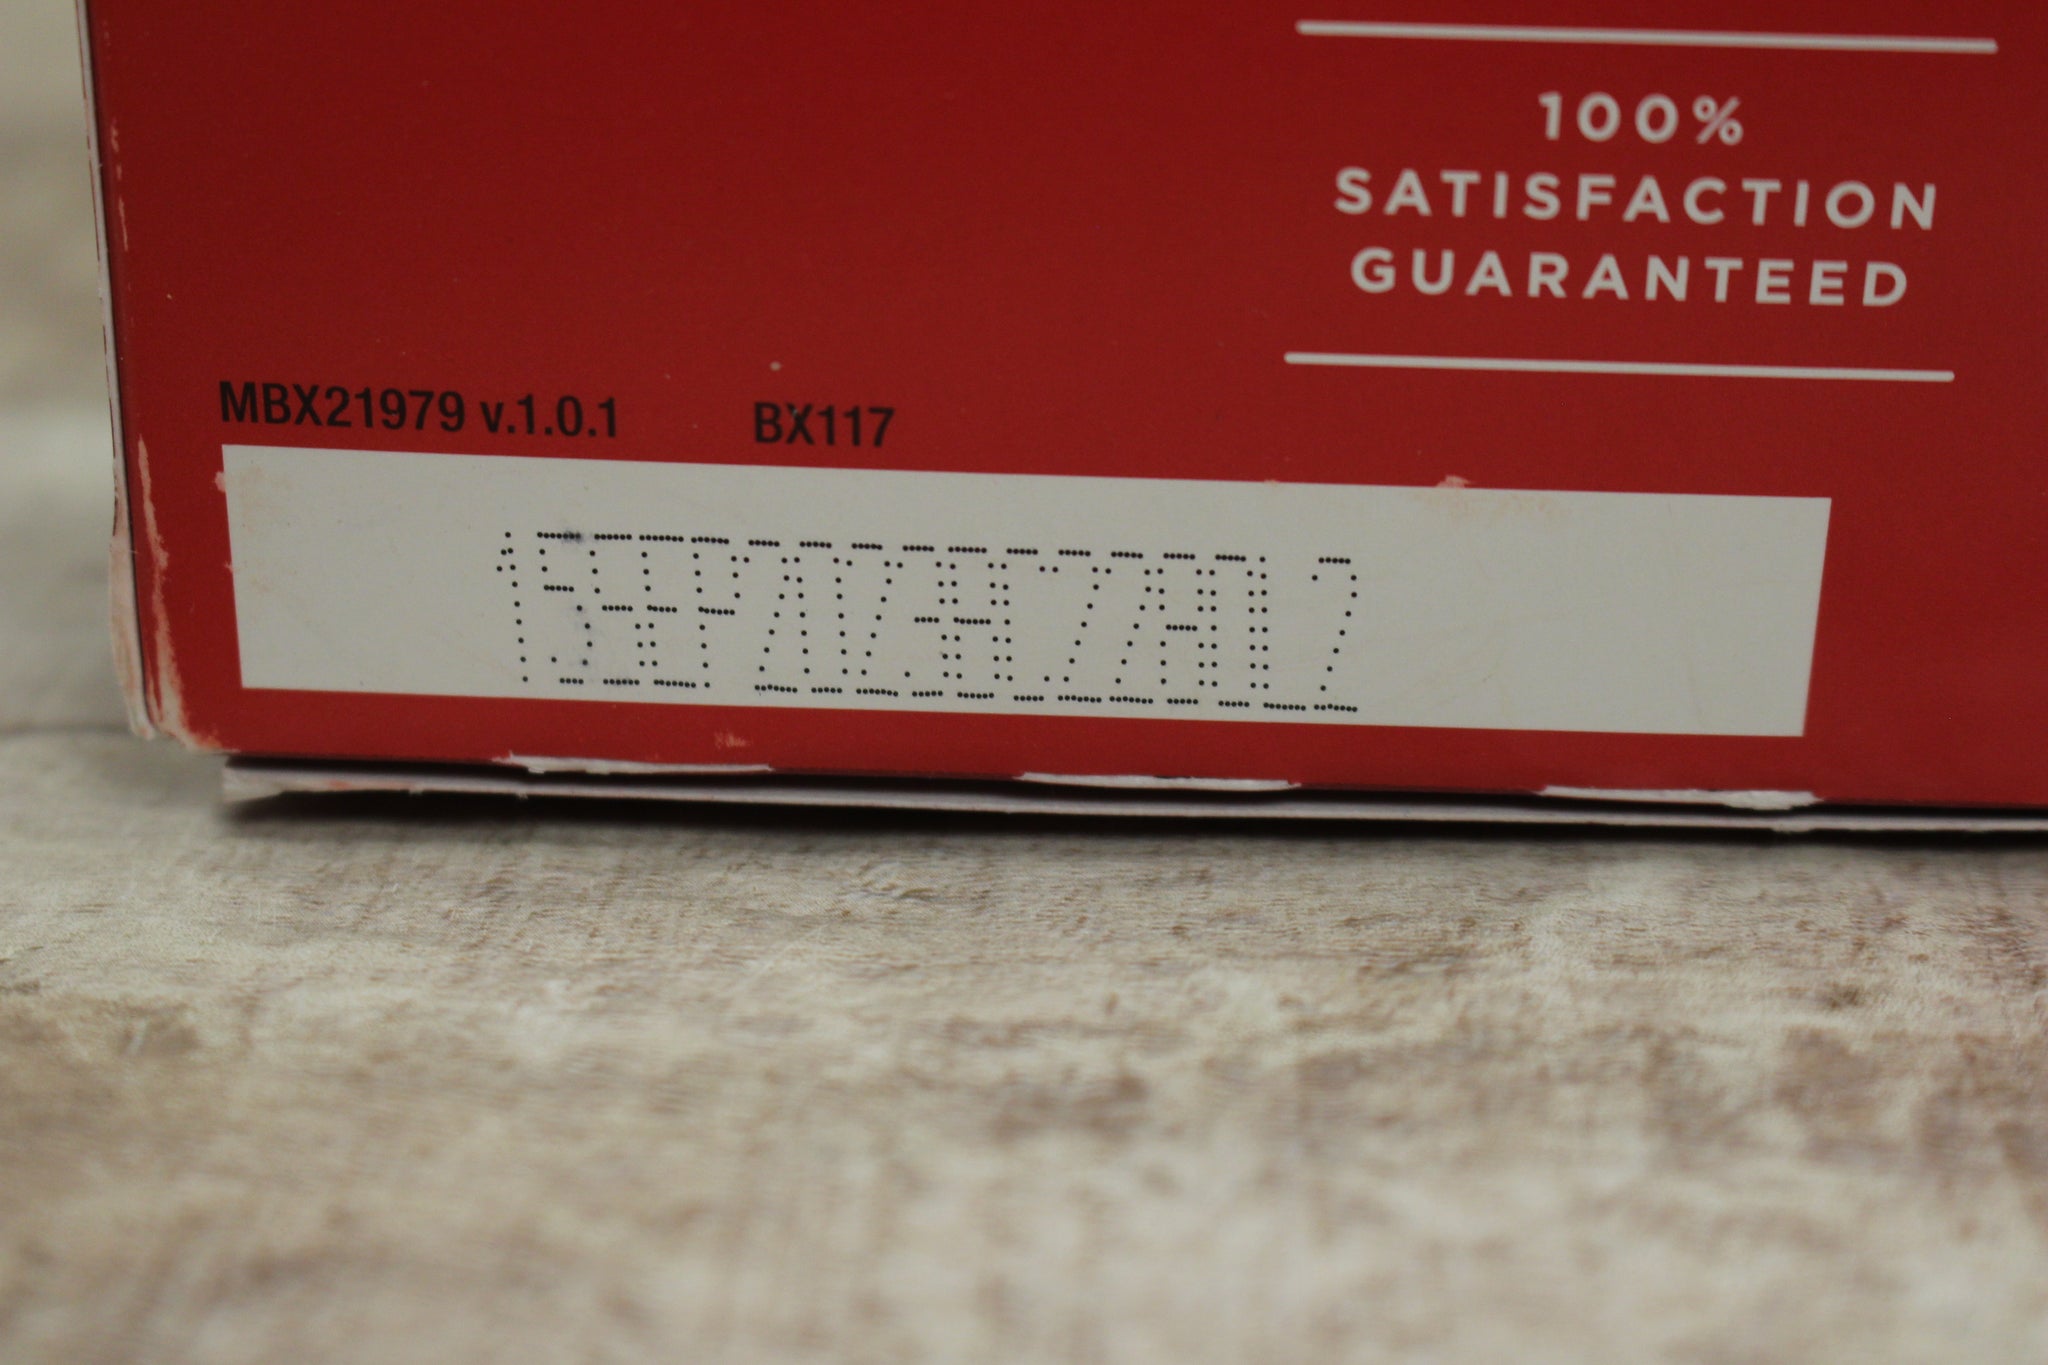 100%
SATISFACTION
GUARANTEED
MBX21979 v.1.0.1 BX117